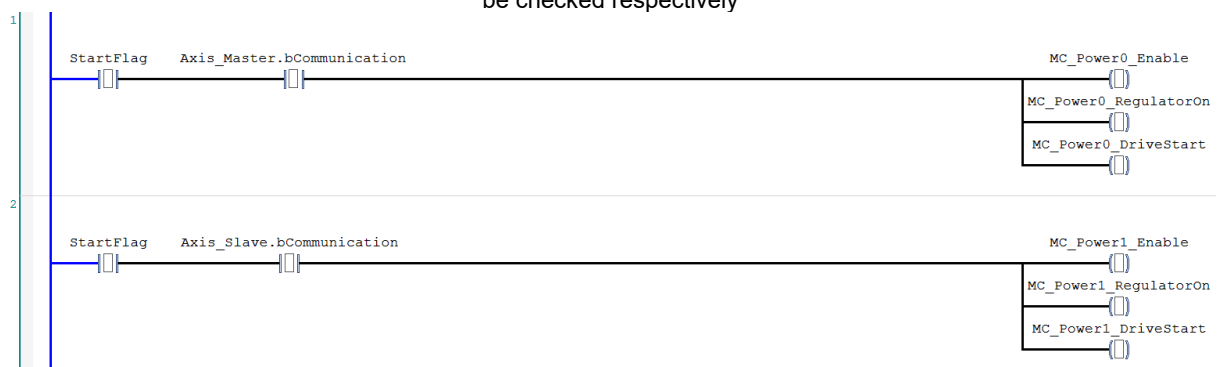 be checked respectively
1
StartFlag Axis_Master.bCommunication MC_Power0_Enable
MC_Power0_RegulatorOn
MC_Power0_DriveStart
2
StartFlag Axis_Slave.bCommunication MC_Power1_Enable
MC_Power1_RegulatorOn
MC_Power1_DriveStart